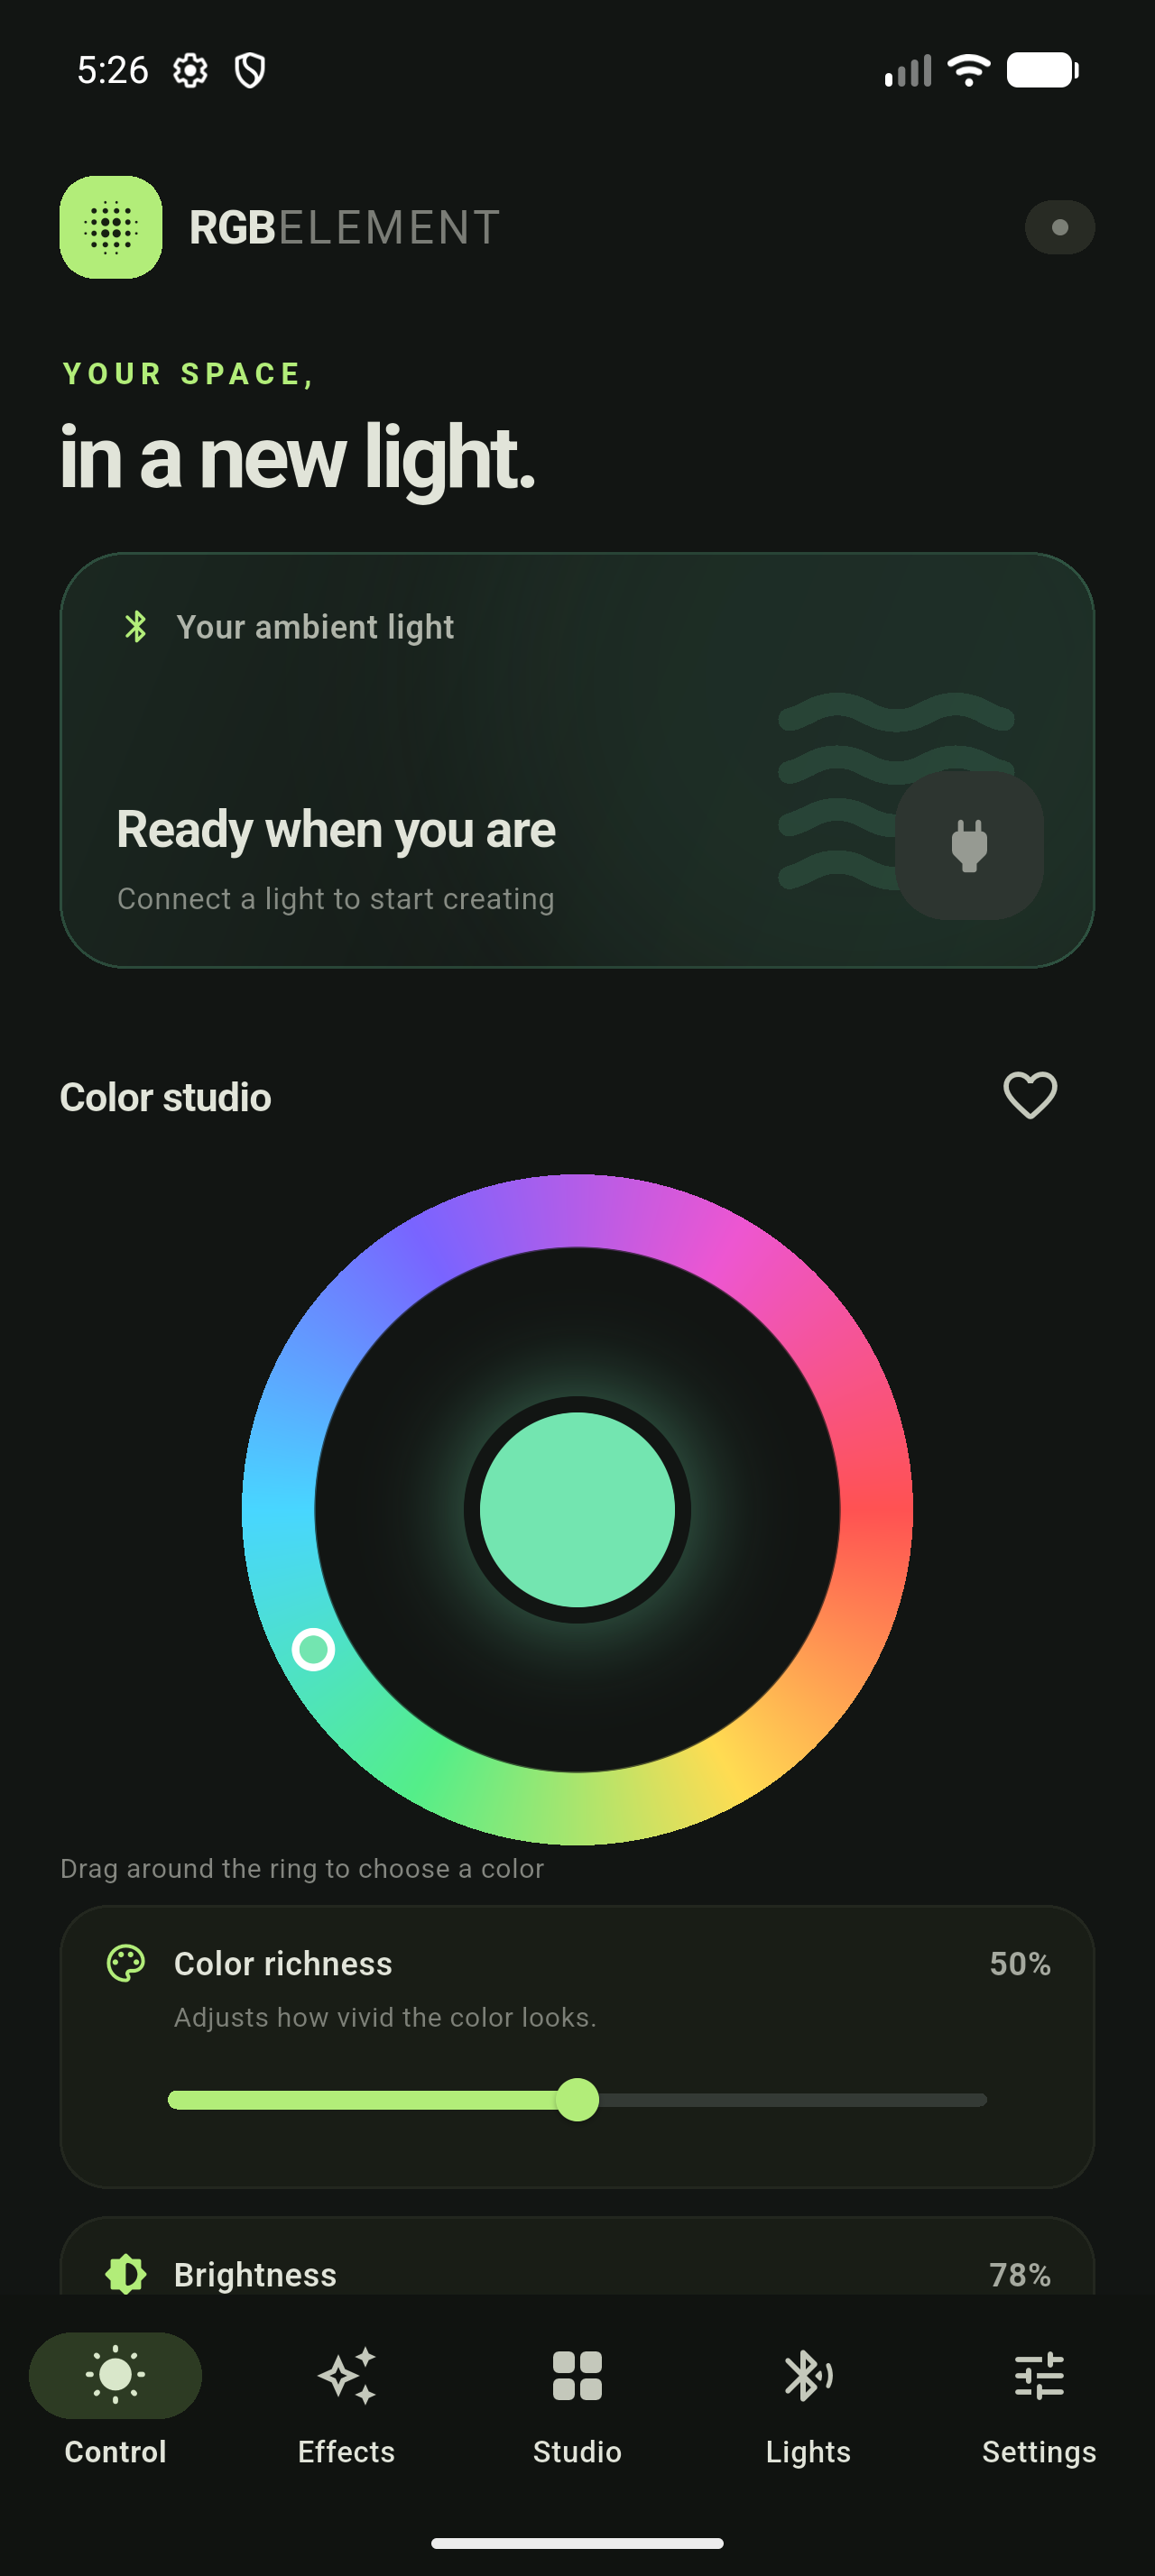 5:26
RGBELEMENT
YOUR SPACE,
in a new light.
Your ambient light
Ready when you are
Connect a light to start creating
Color studio
Drag around the ring to choose a color
Color richness 50%
Adjusts how vivid the color looks.
Brightness 78%
Control Effects Studio Lights Settings